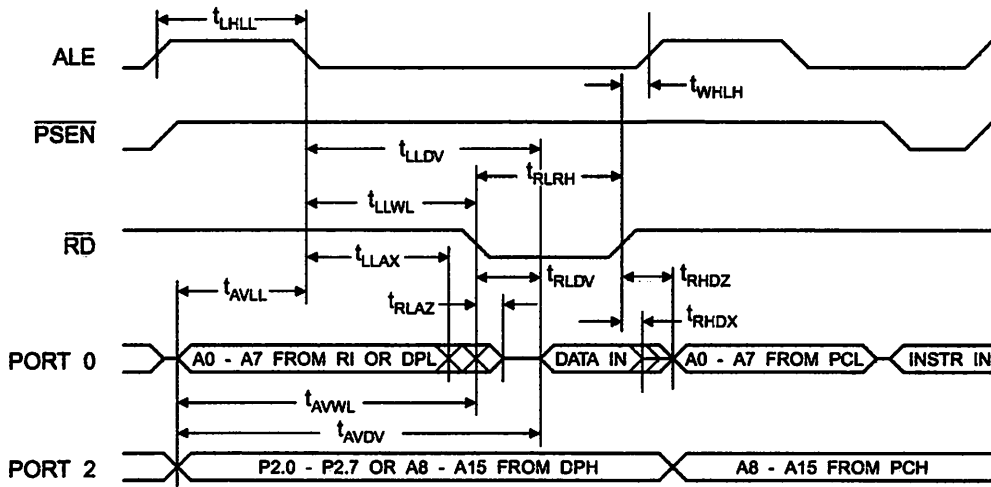 tLHLL
ALE
tWHLH
PSEN
tLLDV
tRLRH
tLLWL
RD
tLLAX
tRLDV
tRHDZ
tAVLL
tRLAZ
tRHDX
PORT 0
A0 - A7 FROM RI OR DPL
DATA IN
A0 - A7 FROM PCL
INSTR IN
tAVWL
tAVDV
PORT 2
P2.0 - P2.7 OR A8 - A15 FROM DPH
A8 - A15 FROM PCH